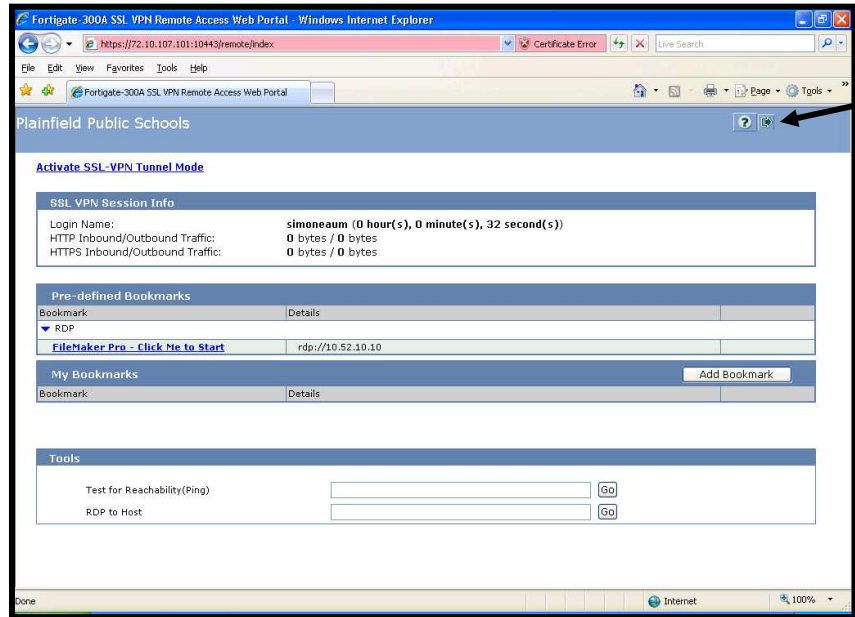 Fortigate-300A SSL VPN Remote Access Web Portal - Windows Internet Explorer
https://72.10.107.101:10443/remote/index Certificate Error Live Search
File Edit View Favorites Tools Help
Fortigate-300A SSL VPN Remote Access Web Portal Page Tools »
Plainfield Public Schools ?
Activate SSL-VPN Tunnel Mode
SSL VPN Session Info
Login Name: simoneaum (0 hour(s), 0 minute(s), 32 second(s))
HTTP Inbound/Outbound Traffic: 0 bytes / 0 bytes
HTTPS Inbound/Outbound Traffic: 0 bytes / 0 bytes
Pre-defined Bookmarks
Bookmark Details
RDP
FileMaker Pro - Click Me to Start rdp://10.52.10.10
My Bookmarks Add Bookmark
Bookmark Details
Tools
Test for Reachability(Ping) Go
RDP to Host Go
Done Internet 100%